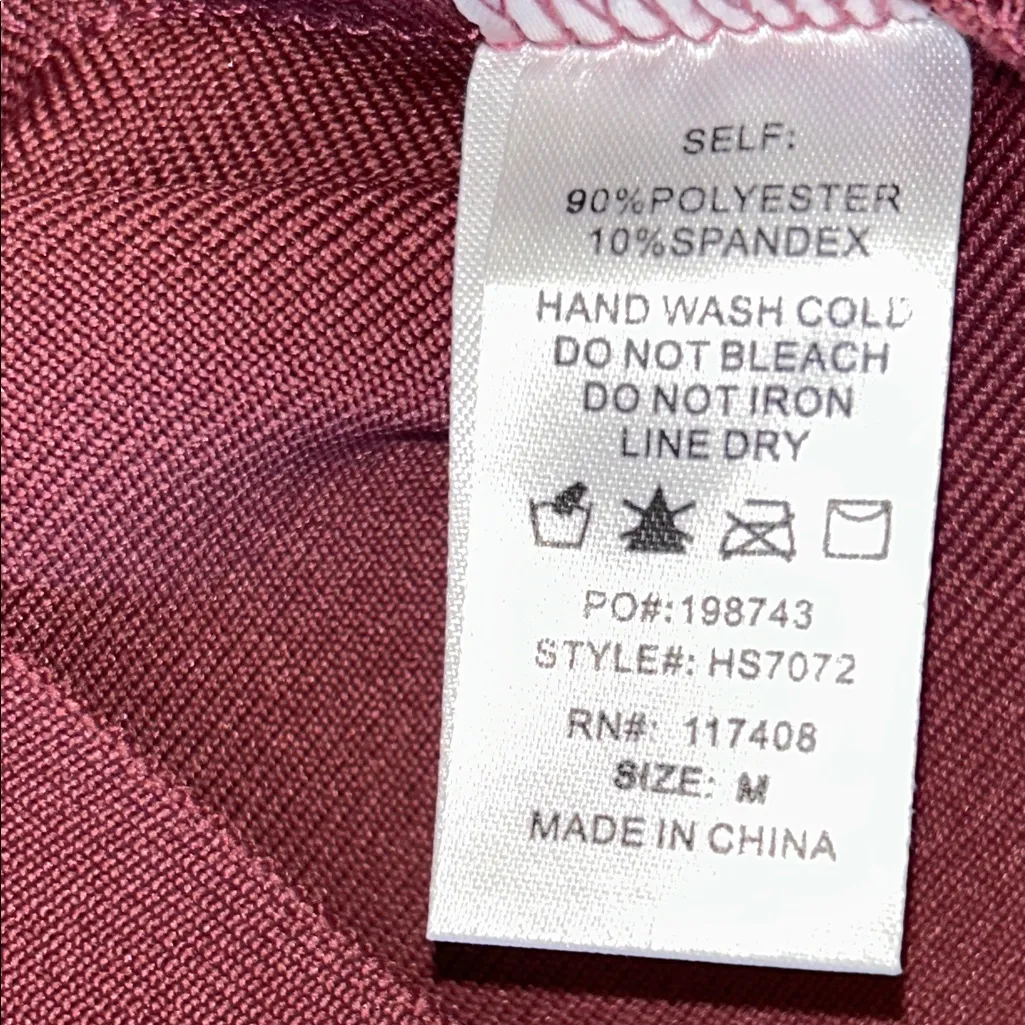 SELF:
90%POLYESTER
10%SPANDEX
HAND WASH COLD
DO NOT BLEACH
DO NOT IRON
LINE DRY
PO#:198743
STYLE#: HS7072
RN#: 117408
SIZE: M
MADE IN CHINA